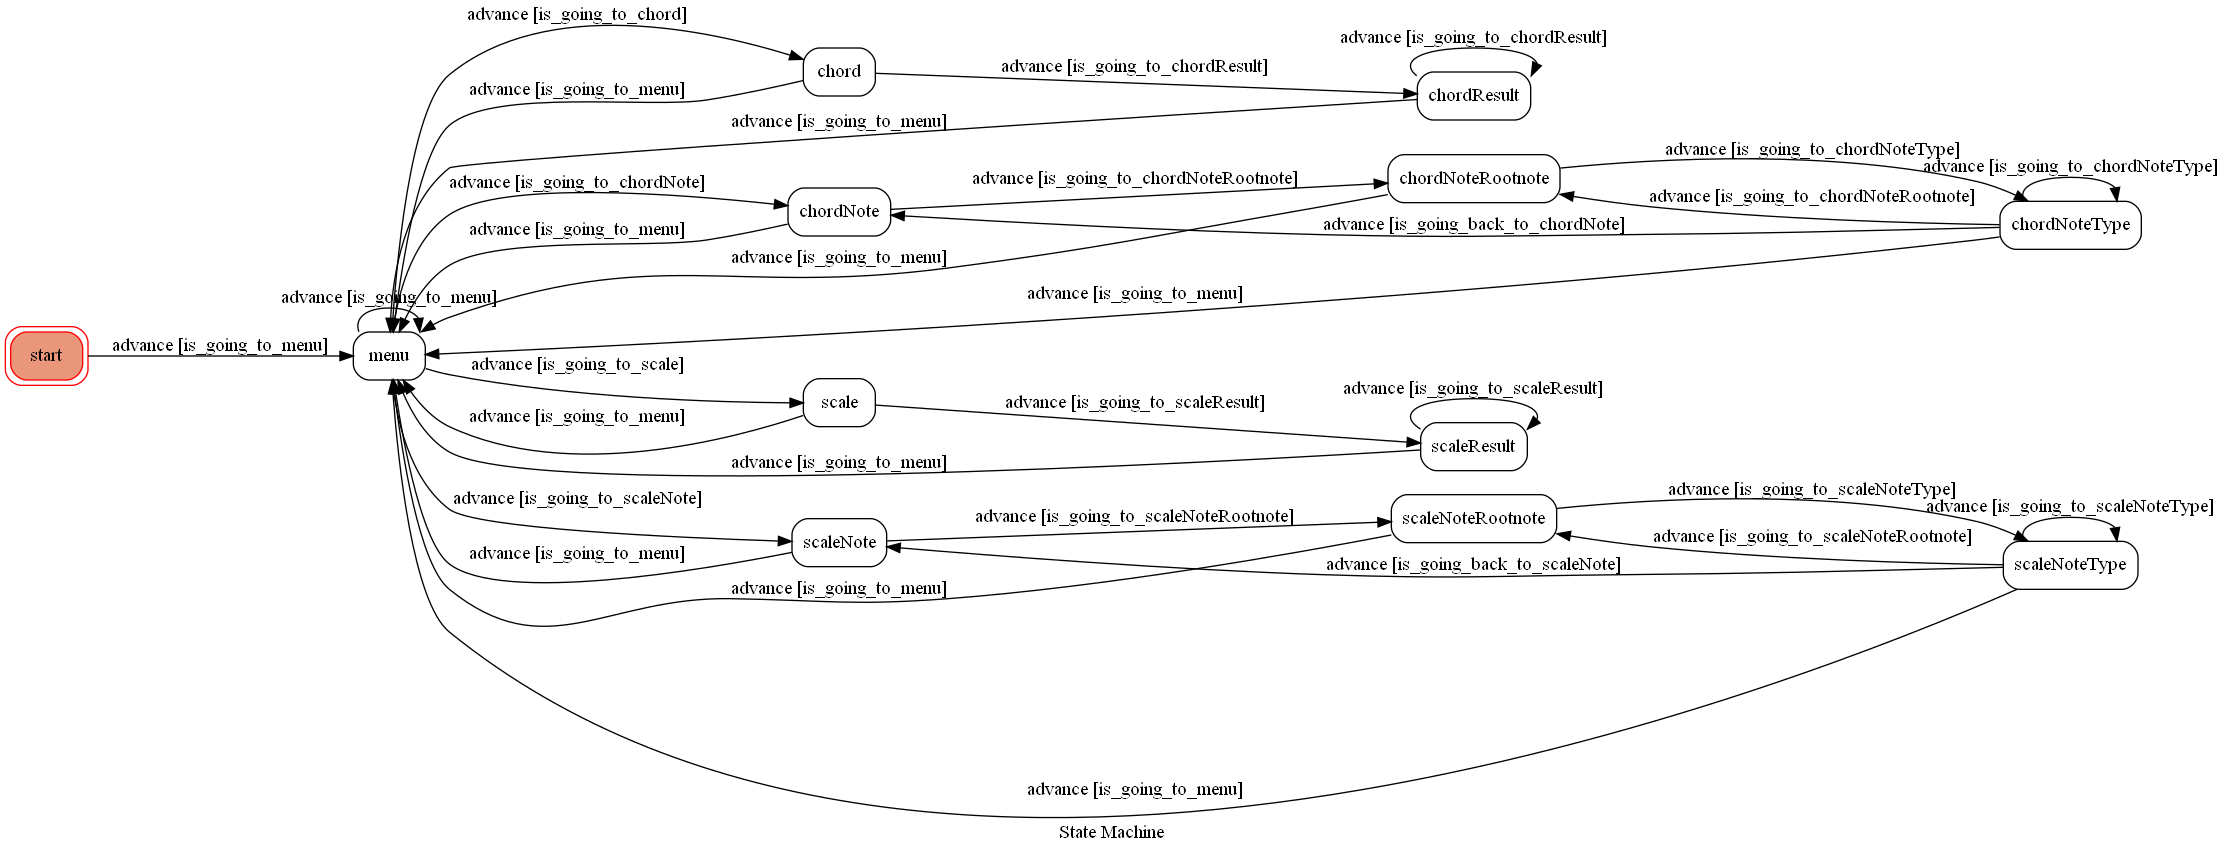 advance [is_going_to_chord]
advance [is_going_to_chordResult]
advance [is_going_to_chordResult]
chord
advance [is_going_to_menu]
chordResult
advance [is_going_to_menu]
advance [is_going_to_chordNoteType]
advance [is_going_to_chordNoteType]
advance [is_going_to_chordNote]
advance [is_going_to_chordNoteRootnote]
chordNoteRootnote
advance [is_going_to_chordNoteRootnote]
chordNote
advance [is_going_back_to_chordNote]
chordNoteType
advance [is_going_to_menu]
advance [is_going_to_menu]
advance [is_going_to_menu]
advance [is_going_to_menu]
start
advance [is_going_to_menu]
menu
advance [is_going_to_scale]
scale
advance [is_going_to_scaleResult]
advance [is_going_to_scaleResult]
advance [is_going_to_menu]
scaleResult
advance [is_going_to_menu]
advance [is_going_to_scaleNoteType]
advance [is_going_to_scaleNoteType]
advance [is_going_to_scaleNote]
advance [is_going_to_scaleNoteRootnote]
scaleNoteRootnote
advance [is_going_to_scaleNoteRootnote]
scaleNote
advance [is_going_to_menu]
advance [is_going_back_to_scaleNote]
scaleNoteType
advance [is_going_to_menu]
advance [is_going_to_menu]
State Machine